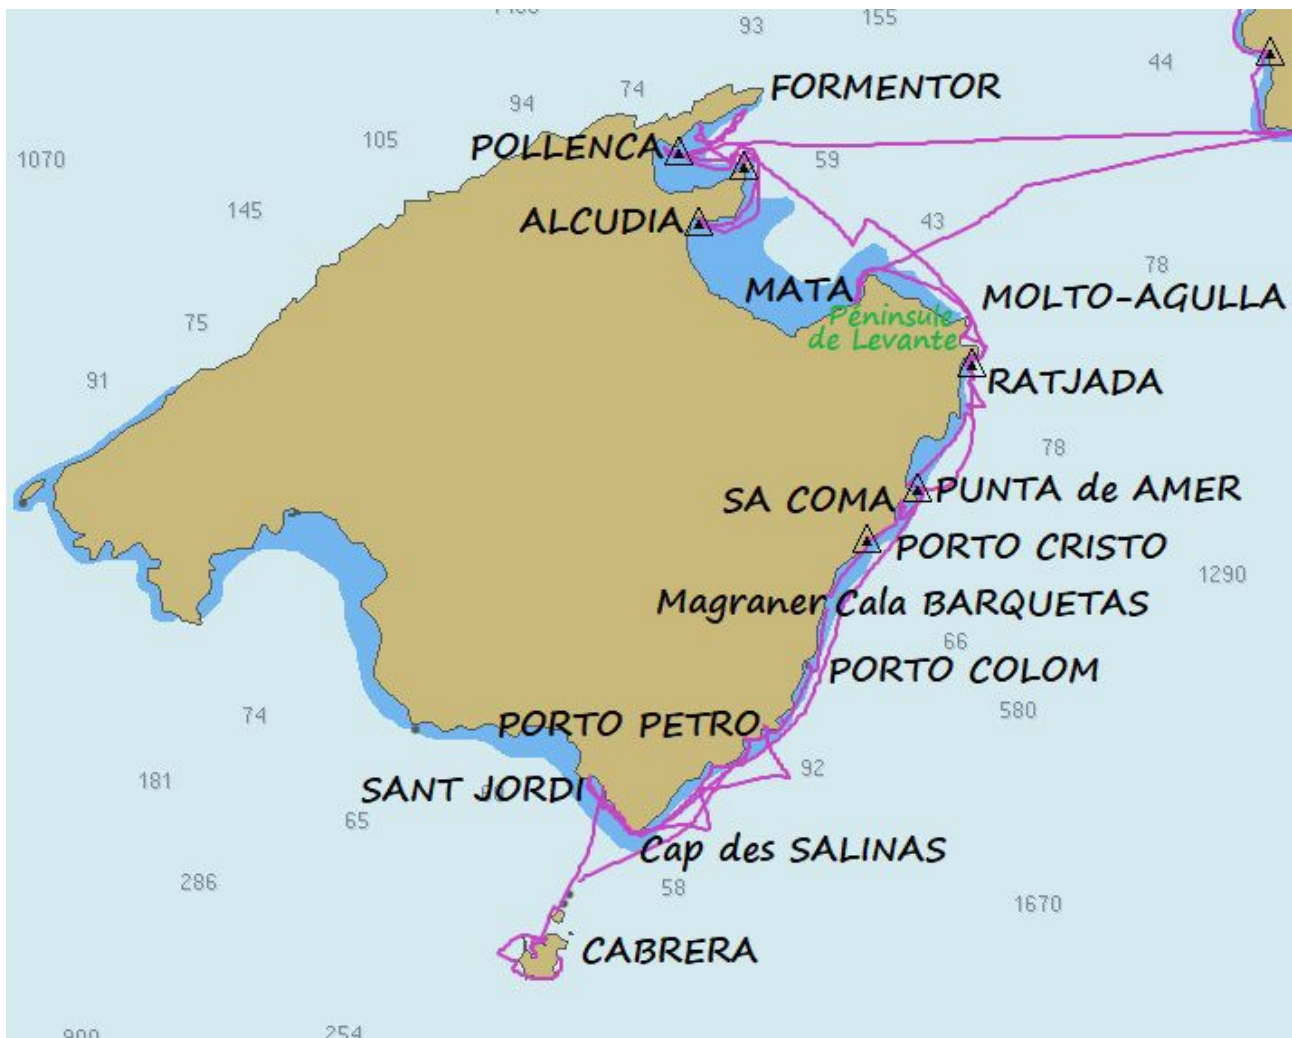 155
93
44
74
FORMENTOR
94
105
POLLENCA
59
1070
145
ALCUDIA
43
78
MATA
MOLTO-AGULLA
Péninsule
de Levante
75
RATJADA
91
78
SA COMA
PUNTA de AMER
PORTO CRISTO
1290
Magraner Cala BARQUETAS
66
PORTO COLOM
580
74
PORTO PETRO
92
181
SANT JORDI
65
Cap des SALINAS
286
58
1670
CABRERA
254